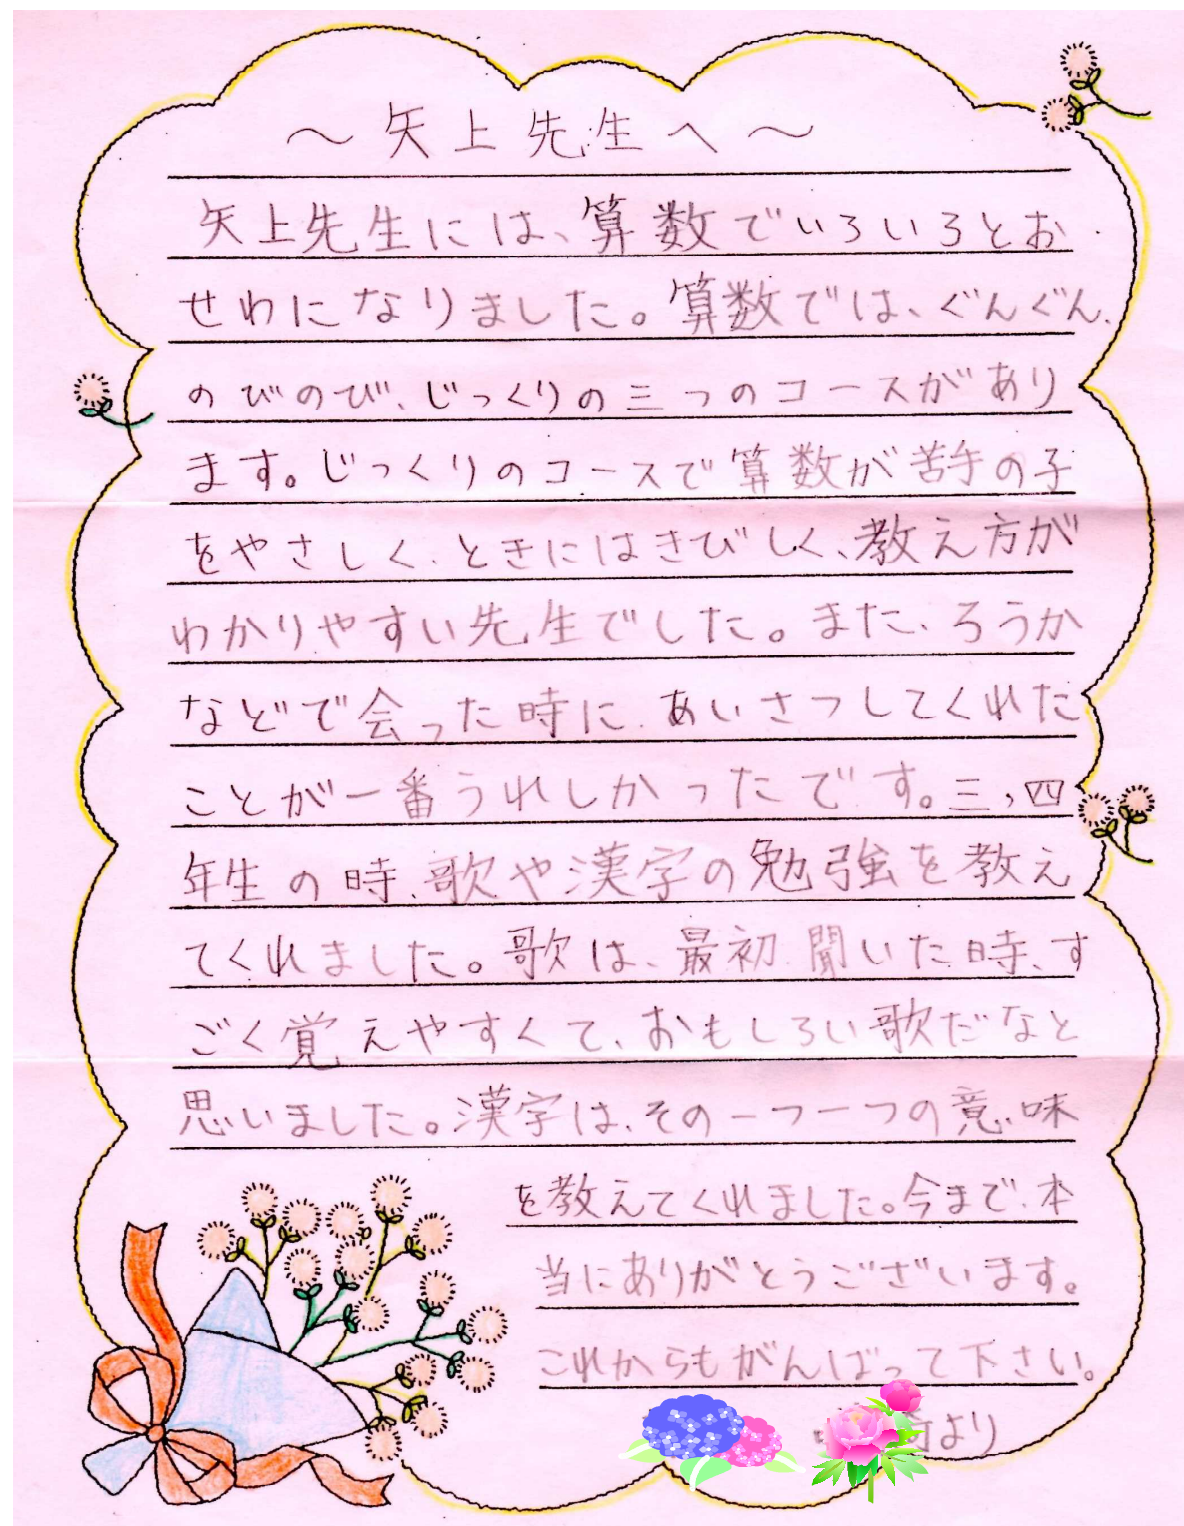 ～矢上先生へ～
矢上先生には、算数でいろいろとお
せわになりました。算数では、ぐんぐん、
のびのび、じっくりの三つのコースがあり
ます。じっくりのコースで算数が苦手の子
をやさしく、ときにはきびしく、教え方が
わかりやすい先生でした。また、ろうか
などで会った時に、あいさつしてくれた
ことが一番うれしかったです。三、四
年生の時、歌や漢字の勉強を教え
てくれました。歌は、最初、聞いた時、す
ごく覚えやすくて、おもしろい歌だなと
思いました。漢字は、その一つ一つの意味
を教えてくれました。今まで、本
当にありがとうございます。
これからもがんばって下さい。
より